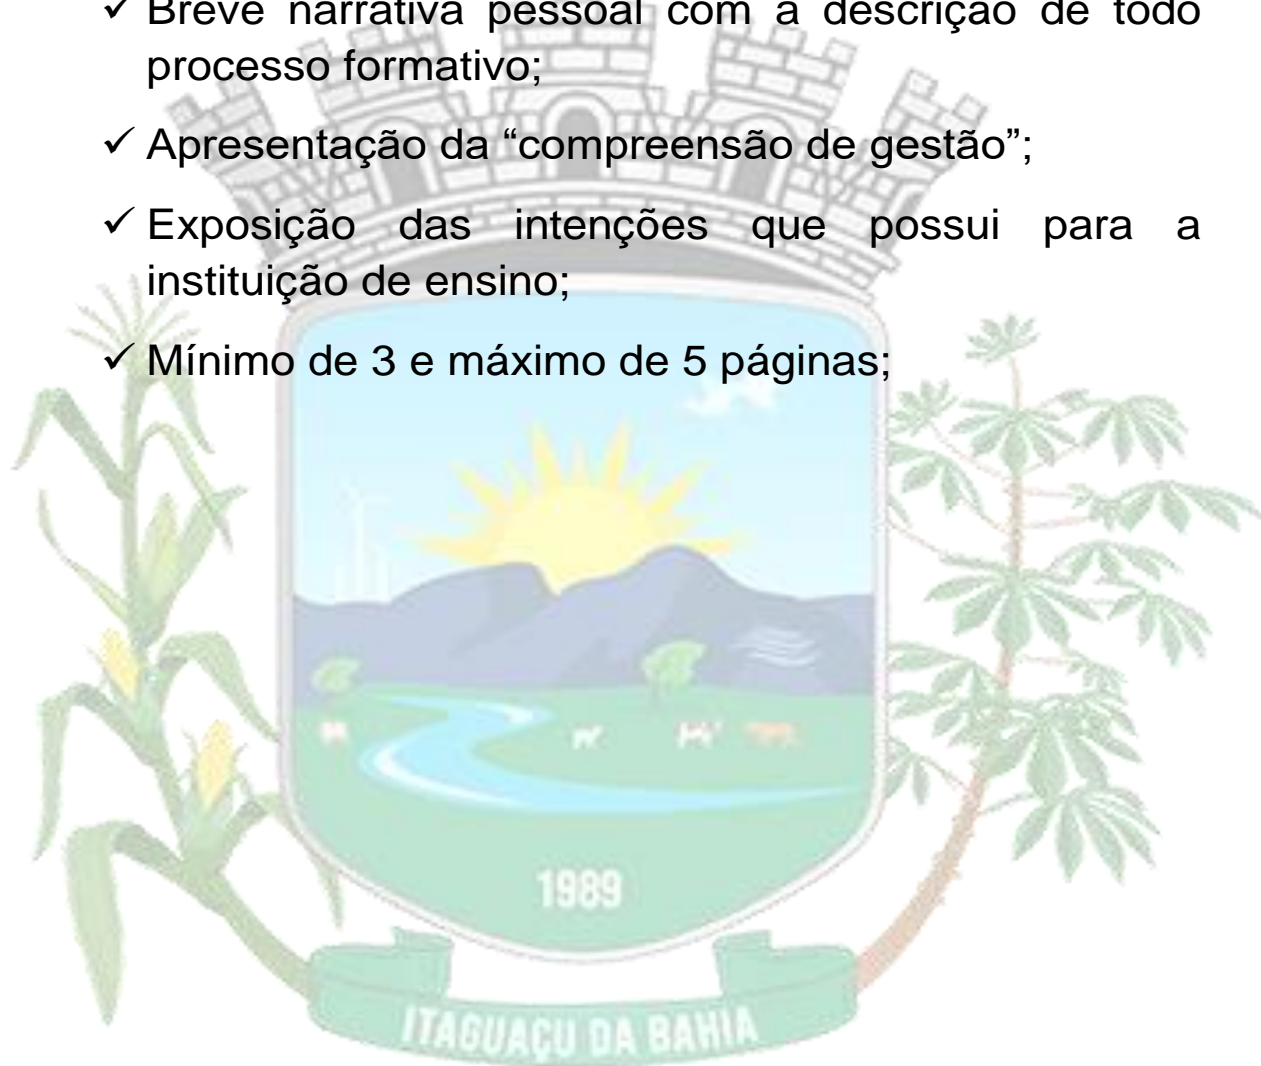 ✓ Breve narrativa pessoal com a descrição de todo
processo formativo;
✓ Apresentação da “compreensão de gestão”;
✓ Exposição das intenções que possui para a
instituição de ensino;
✓ Mínimo de 3 e máximo de 5 páginas;
1989
ITAGUAÇU DA BAHIA